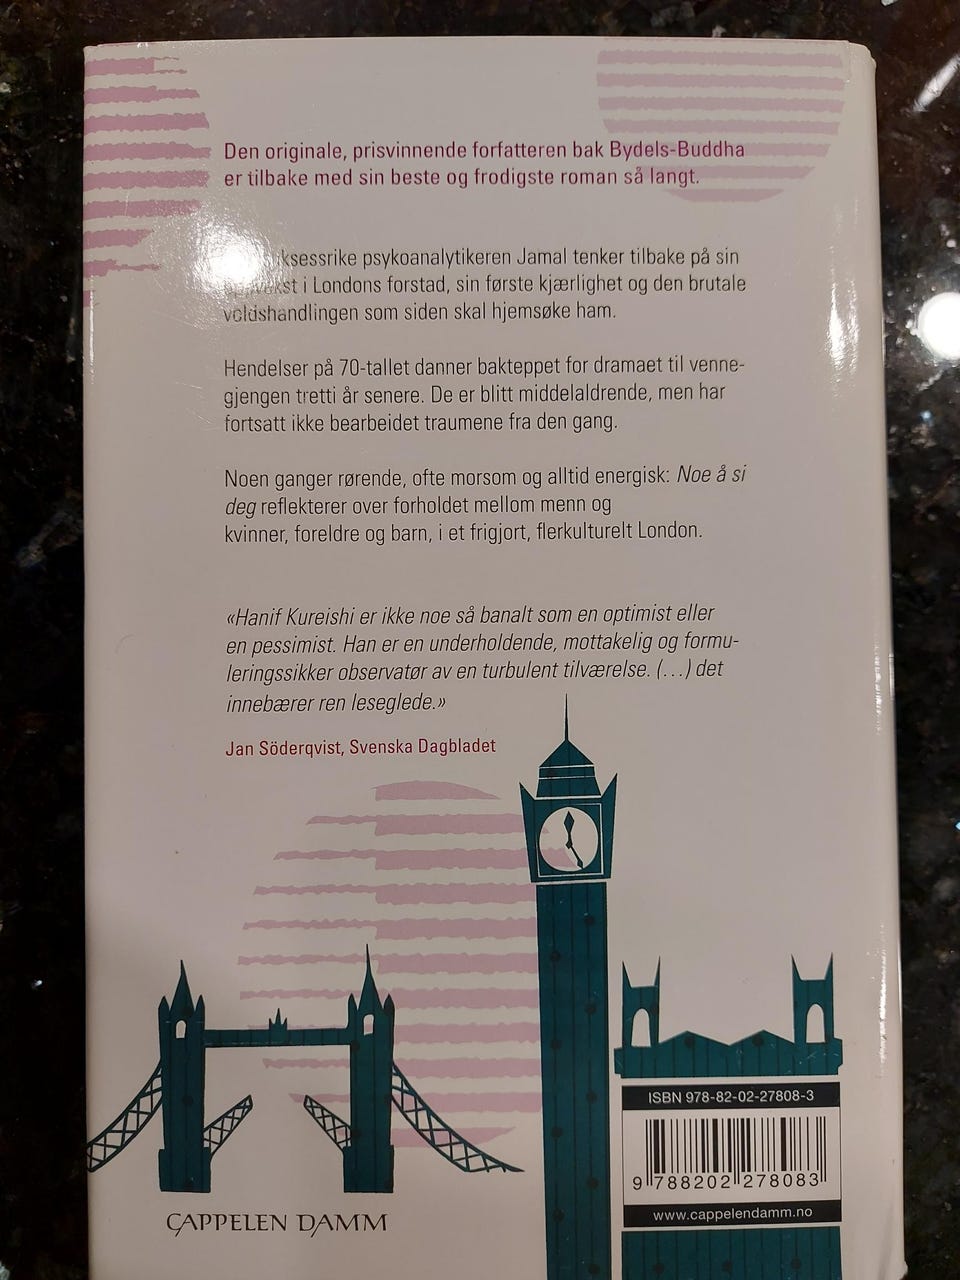 Den originale, prisvinnende forfatteren bak Bydels-Buddha
er tilbake med sin beste og frodigste roman så langt.
psykoanalytikeren Jamal tenker tilbake på sin
i Londons forstad, sin første kjærlighet og den brutale
voldshandlingen som siden skal hjemsøke ham.
Hendelser på 70-tallet danner bakteppet for dramaet til venne-
gjengen tretti år senere. De er blitt middelaldrende, men har
fortsatt ikke bearbeidet traumene fra den gang.
Noen ganger rørende, ofte morsom og alltid energisk: Noe å si
deg reflekterer over forholdet mellom menn og
kvinner, foreldre og barn, i et frigjort, flerkulturelt London.
«Hanif Kureishi er ikke noe så banalt som en optimist eller
en pessimist. Han er en underholdende, mottakelig og formu-
leringssikker observatør av en turbulent tilværelse. (...) det
innebærer ren leseglede.»
Jan Söderqvist, Svenska Dagbladet
ISBN 978-82-02-27808-3
9 788202 278083
www.cappelendamm.no
CAPPELEN DAMM